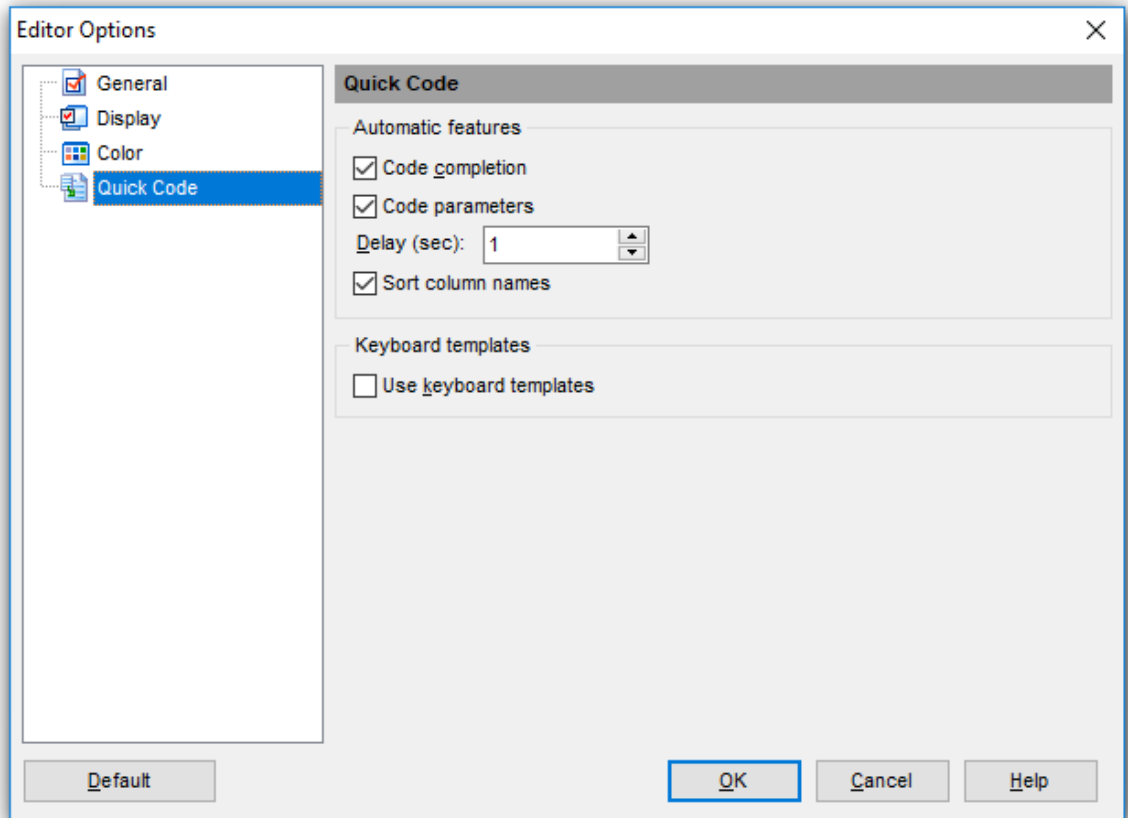 Editor Options
General
Display
Color
Quick Code
Quick Code
Automatic features
Code completion
Code parameters
Delay (sec): 1
Sort column names
Keyboard templates
Use keyboard templates
Default OK Cancel Help